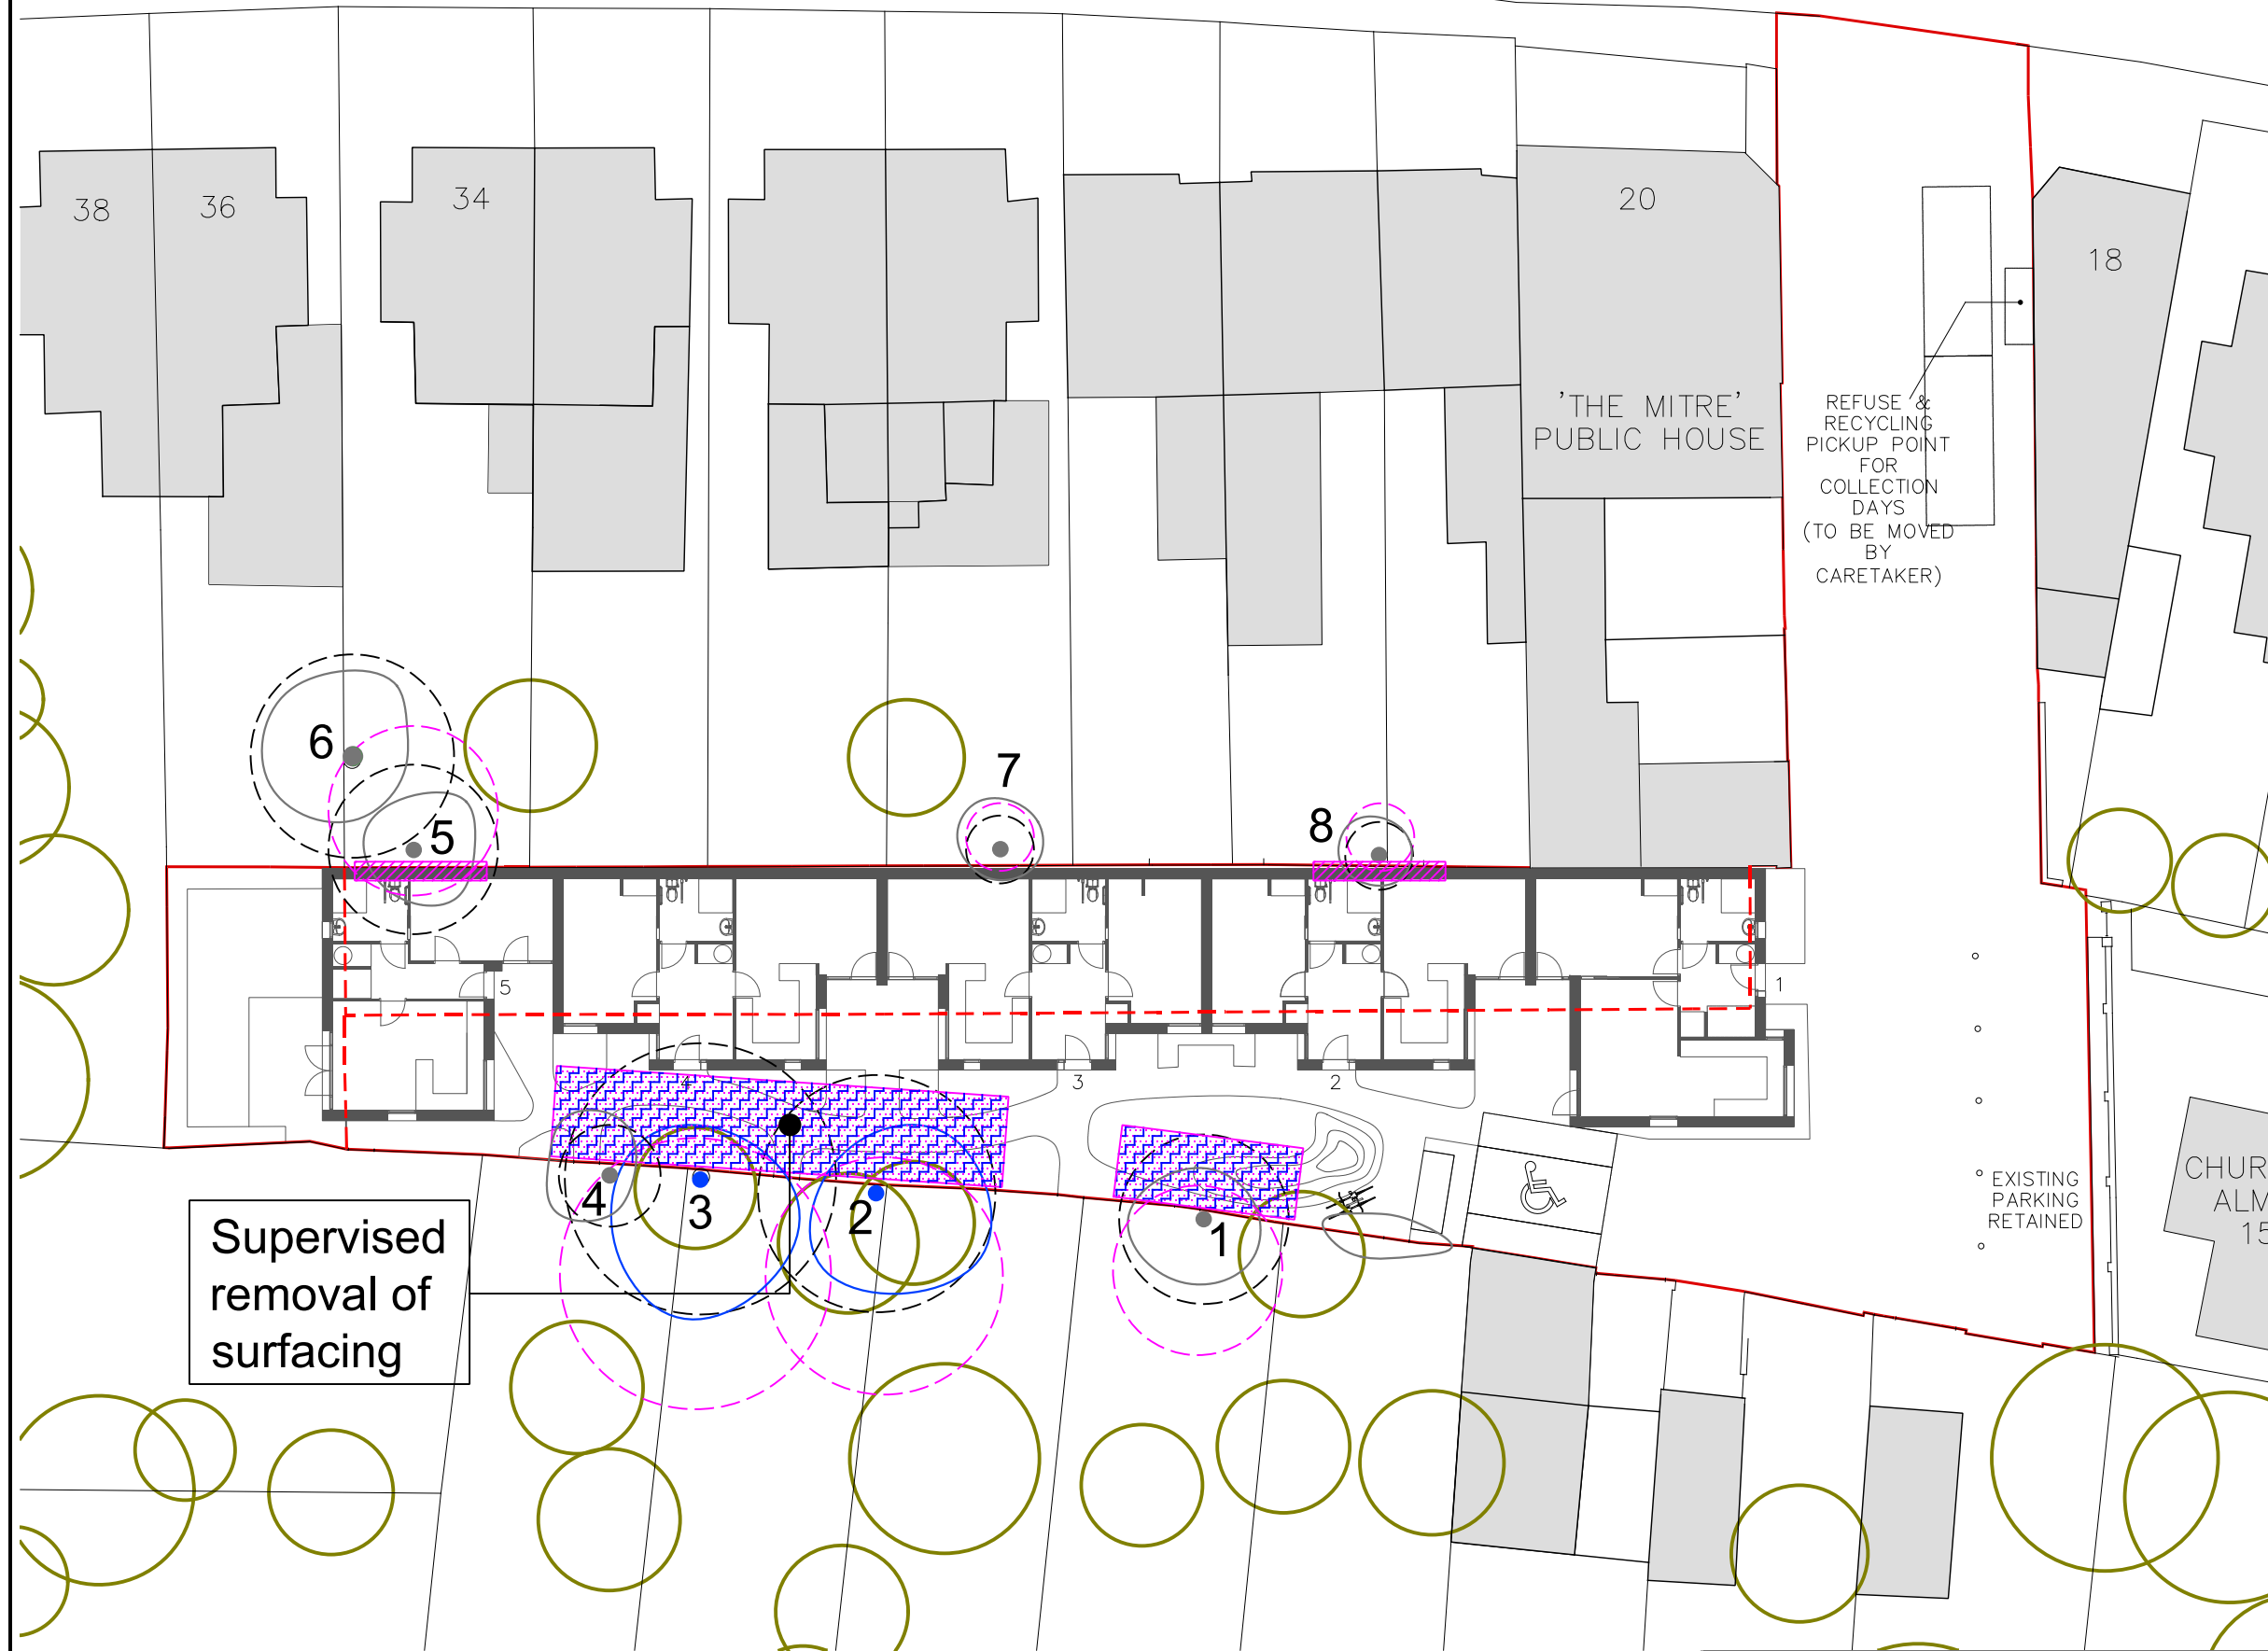 38
36
34
20
18
'THE MITRE'
PUBLIC HOUSE
REFUSE &
RECYCLING
PICKUP POINT
FOR
COLLECTION
DAYS
(TO BE MOVED
BY
CARETAKER)
6
5
7
8
5
4
3
2
1
4
3
2
1
EXISTING
PARKING
RETAINED
CHUR
ALM
15
Supervised
removal of
surfacing